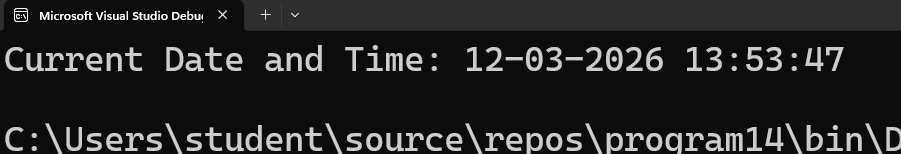 Microsoft Visual Studio Debu
Current Date and Time: 12-03-2026 13:53:47
C:\Users\student\source\repos\program14\bin\D